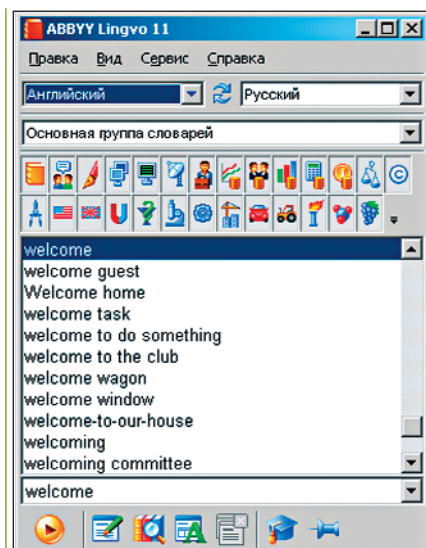 ABBYY Lingvo 11
Правка Вид Сервис Справка
Английский Русский
Основная группа словарей
welcome
welcome guest
Welcome home
welcome task
welcome to do something
welcome to the club
welcome wagon
welcome window
welcome-to-our-house
welcoming
welcoming committee
welcome